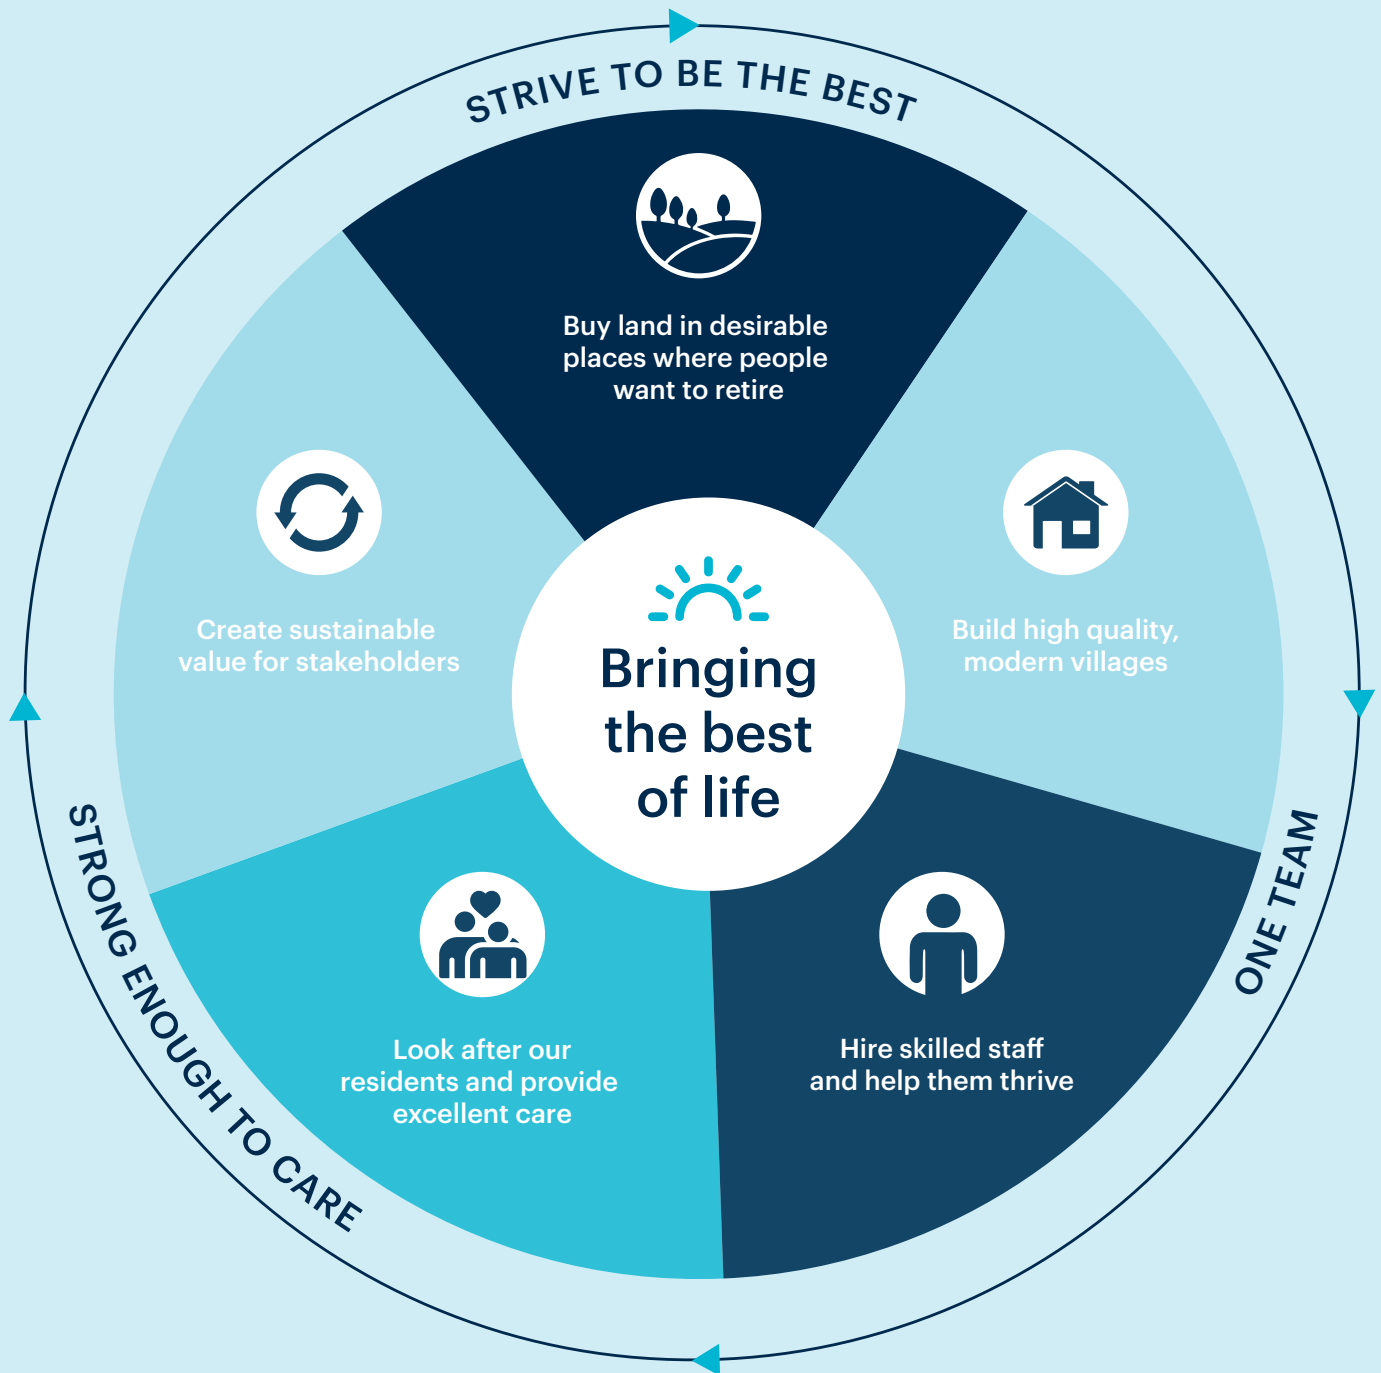 STRIVE TO BE THE BEST
Buy land in desirable
places where people
want to retire
Build high quality,
modern villages
Hire skilled staff
and help them thrive
Look after our
residents and provide
excellent care
Create sustainable
value for stakeholders
Bringing
the best
of life
ONE TEAM
STRONG ENOUGH TO CARE